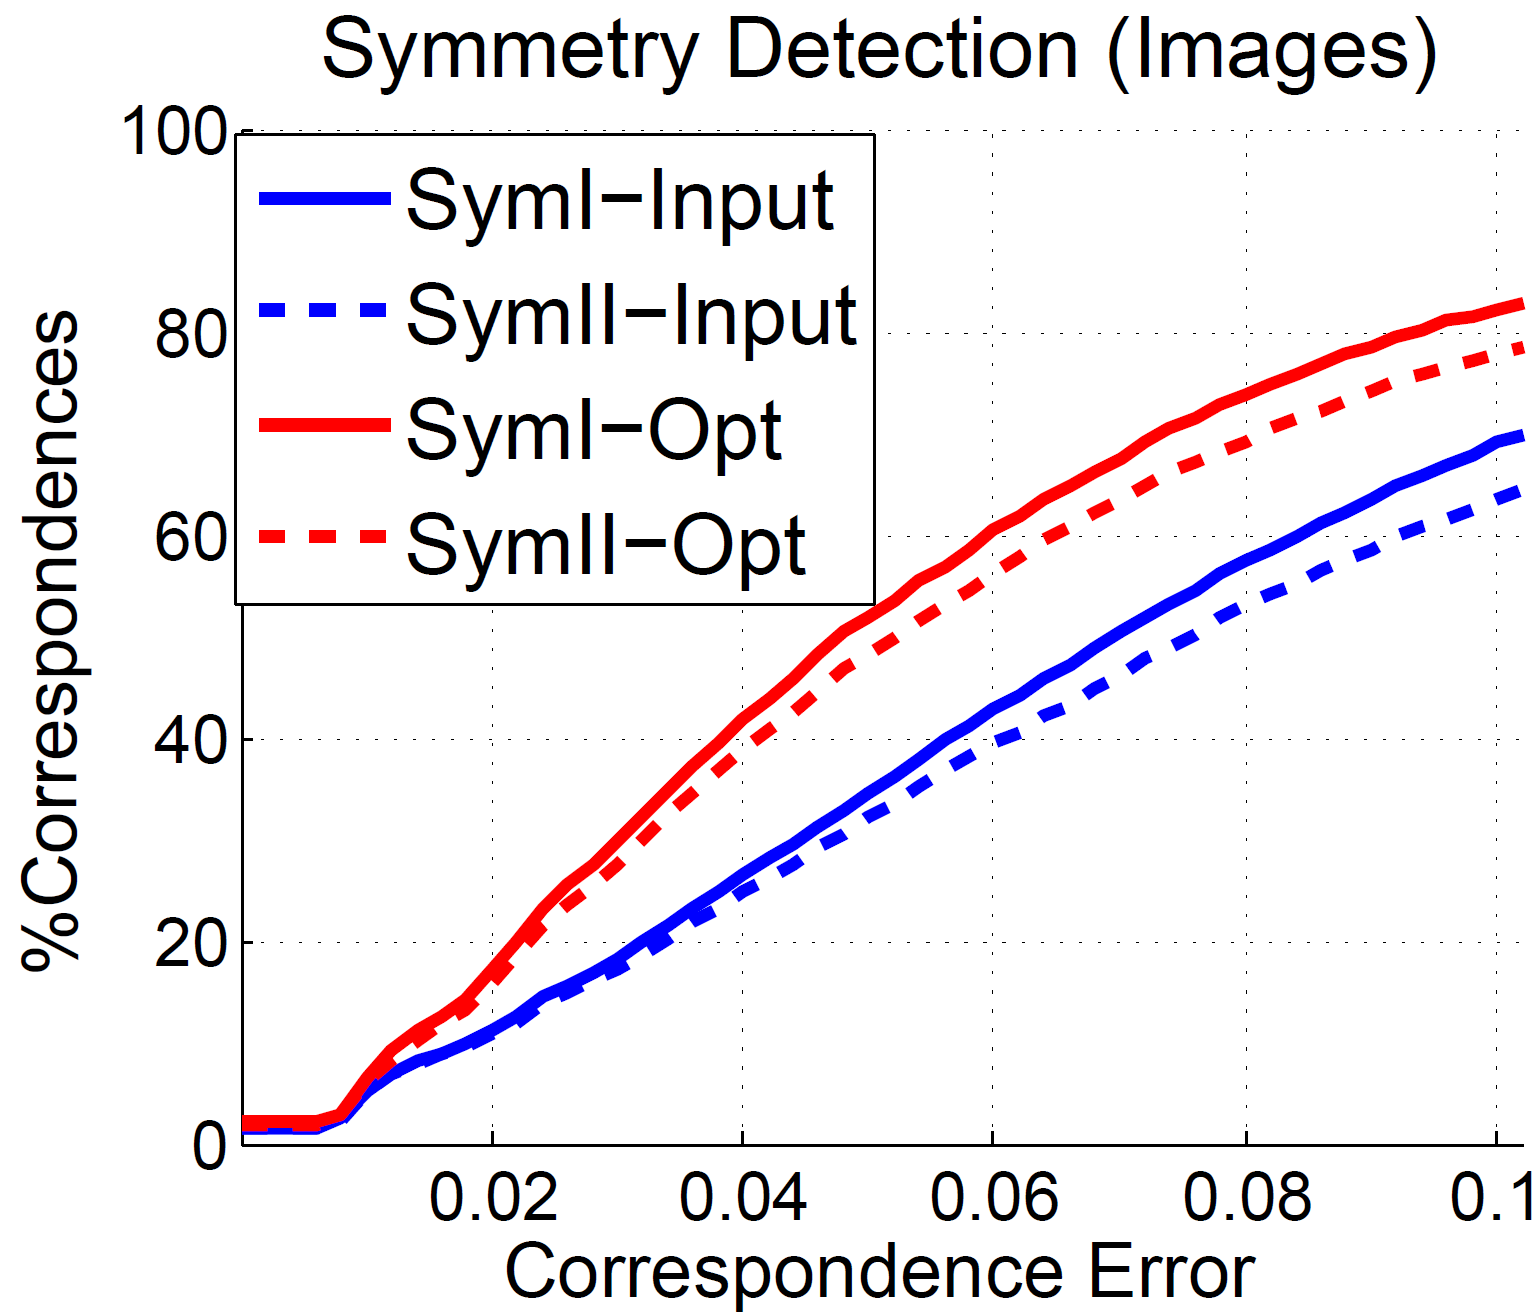 Symmetry Detection (Images)
100
80
60
40
20
0
%Correspondences
SymI−Input
SymII−Input
SymI−Opt
SymII−Opt
0.02 0.04 0.06 0.08 0.1
Correspondence Error